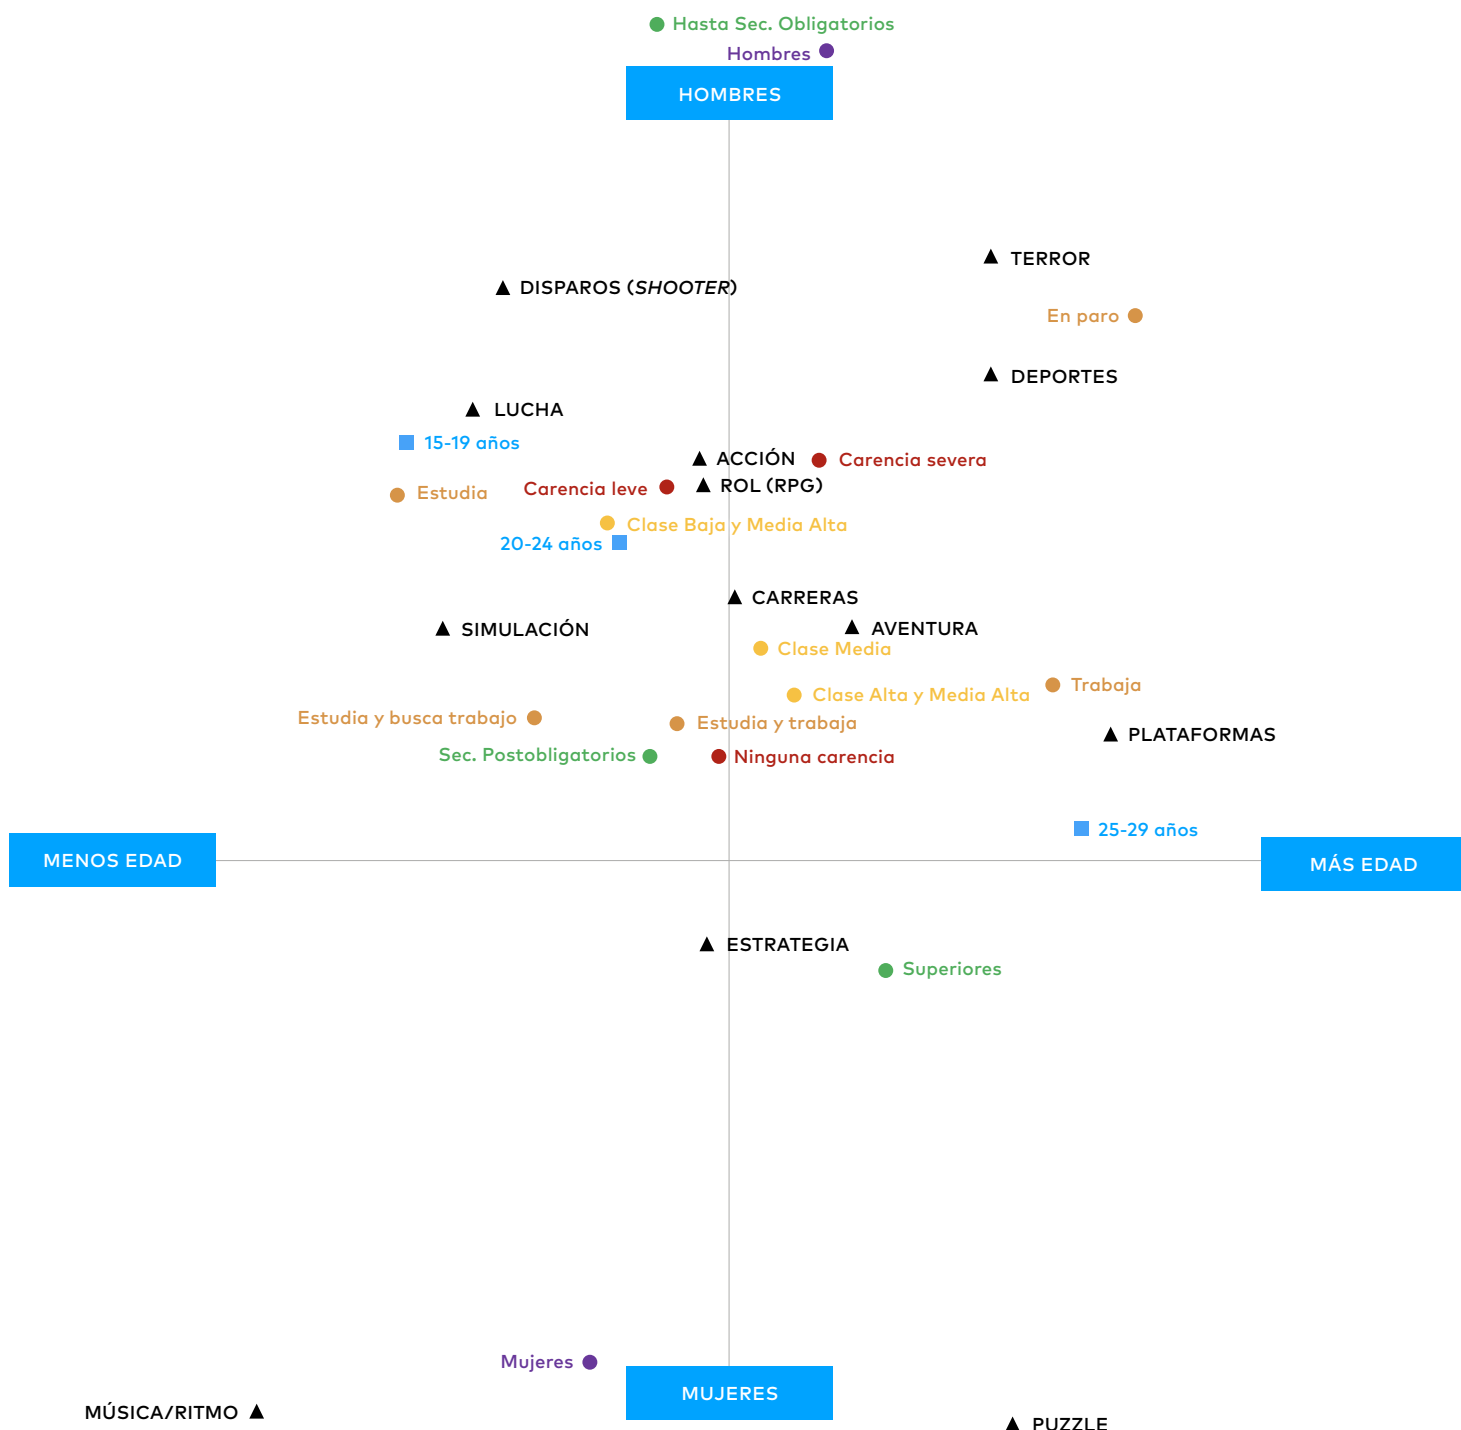 Hasta Sec. Obligatorios
Hombres
HOMBRES
TERROR
DISPAROS (SHOOTER)
En paro
DEPORTES
LUCHA
15-19 años
ACCIÓN
Carencia severa
ROL (RPG)
Carencia leve
Estudia
Clase Baja y Media Alta
20-24 años
CARRERAS
SIMULACIÓN
AVENTURA
Clase Media
Trabaja
Clase Alta y Media Alta
Estudia y busca trabajo
Estudia y trabaja
PLATAFORMAS
Sec. Postobligatorios
Ninguna carencia
25-29 años
MENOS EDAD
MÁS EDAD
ESTRATEGIA
Superiores
Mujeres
MUJERES
MÚSICA/RITMO
PUZZLE